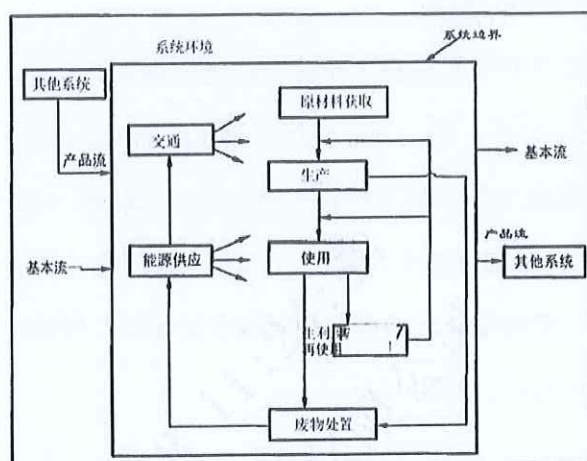 系统环境
系统边界
其他系统
原材料获取
交通
产品流
基本流
生产
产品流
基本流
能源供应
使用
其他系统
再使用
废物处置